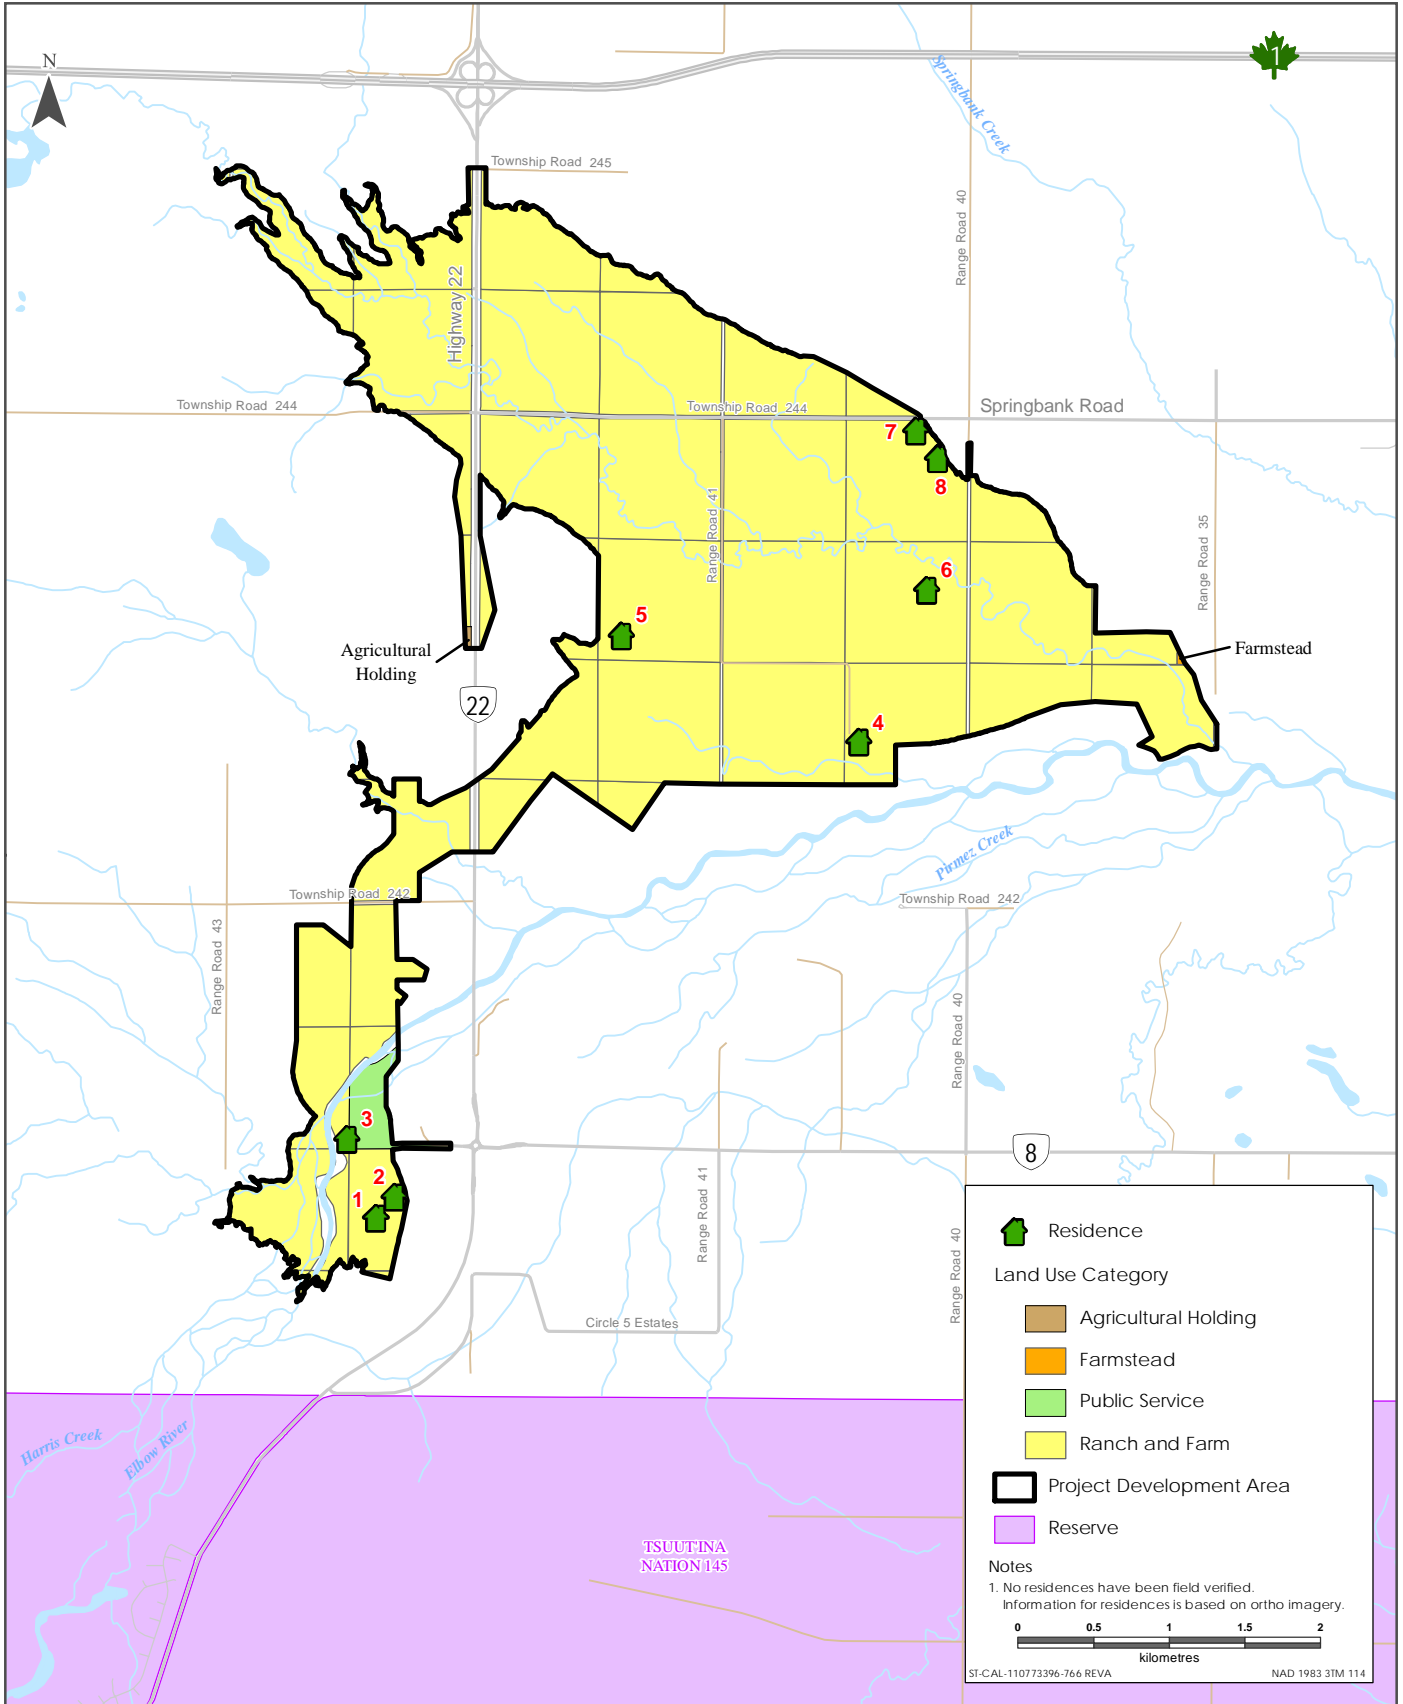 1
N
Springbank Creek
Township Road 245
Range Road 40
Highway 22
Township Road 244
Township Road 244
Springbank Road
7
8
Range Road 41
Range Road 35
6
5
Agricultural
Holding
Farmstead
22
4
Pirmez Creek
Township Road 242
Township Road 242
Range Road 43
Range Road 40
3
8
2
1
Range Road 41
Range Road 40
Circle 5 Estates
Harris Creek
Elbow River
TSUUT'INA
NATION 145
Residence
Land Use Category
Agricultural Holding
Farmstead
Public Service
Ranch and Farm
Project Development Area
Reserve
Notes
1. No residences have been field verified.
Information for residences is based on ortho imagery.
0 0.5 1 1.5 2
kilometres
ST-CAL-110773396-766 REVA NAD 1983 3TM 114